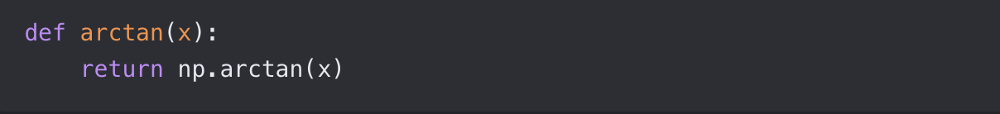 def arctan(x):
    return np.arctan(x)